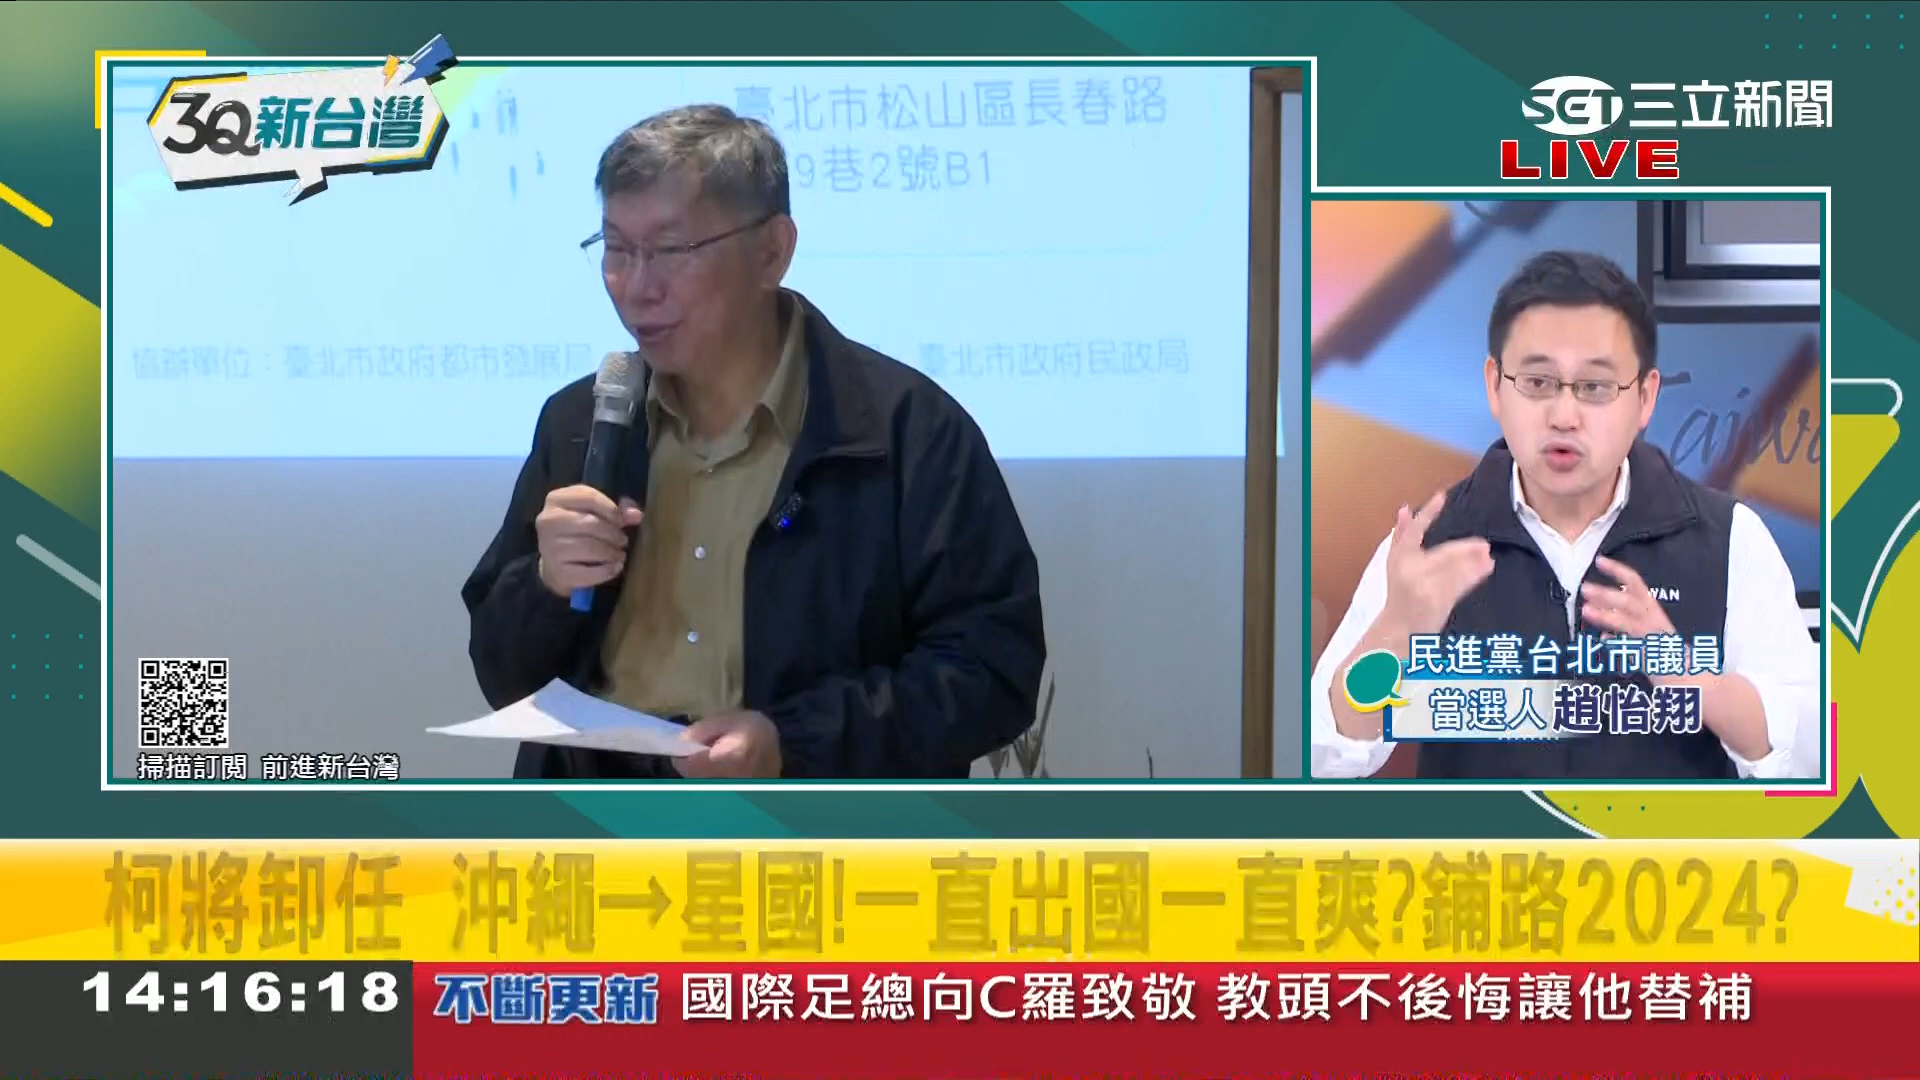 3Q新台灣
臺北市松山區長春路
9巷2號B1
協辦單位：臺北市政府都市發展局
臺北市政府民政局
SET三立新聞
LIVE
Taiwa
WAN
民進黨台北市議員
當選人 趙怡翔
掃描訂閱 前進新台灣
柯將卸任 沖繩→星國!一直出國一直爽?鋪路2024?
14:16:18 不斷更新 國際足總向C羅致敬 教頭不後悔讓他替補